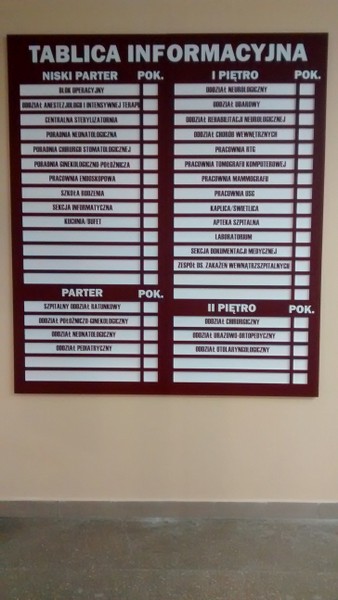 TABLICA INFORMACYJNA
NISKI PARTER POK.
BLOK OPERACYJNY
ODDZIAŁ ANESTEZJOLOGII I INTENSYWNEJ TERAPII
CENTRALNA STERYLIZATORNIA
PORADNIA NEONATOLOGICZNA
PORADNIA CHIRURGII STOMATOLOGICZNEJ
PORADNIA GINEKOLOGICZNO POŁOŻNICZA
PRACOWNIA ENDOSKOPOWA
SZKOŁA RODZENIA
SEKCJA INFORMATYCZNA
KUCHNIA/BUFET
PARTER POK.
SZPITALNY ODDZIAŁ RATUNKOWY
ODDZIAŁ POŁOŻNICZO-GINEKOLOGICZNY
ODDZIAŁ NEONATOLOGICZNY
ODDZIAŁ PEDIATRYCZNY
I PIĘTRO POK.
ODDZIAŁ NEUROLOGICZNY
ODDZIAŁ UDAROWY
ODDZIAŁ REHABILITACJI NEUROLOGICZNEJ
ODDZIAŁ CHORÓB WEWNĘTRZNYCH
PRACOWNIA RTG
PRACOWNIA TOMOGRAFII KOMPUTEROWEJ
PRACOWNIA MAMMOGRAFII
PRACOWNIA USG
KAPLICA/ŚWIETLICA
APTEKA SZPITALNA
LABORATORIUM
SEKCJA DOKUMENTACJI MEDYCZNEJ
ZESPÓŁ DS. ZAKAŻEŃ WEWNĄTRZSZPITALNYCH
II PIĘTRO POK.
ODDZIAŁ CHIRURGICZNY
ODDZIAŁ URAZOWO-ORTOPEDYCZNY
ODDZIAŁ OTOLARYNGOLOGICZNY